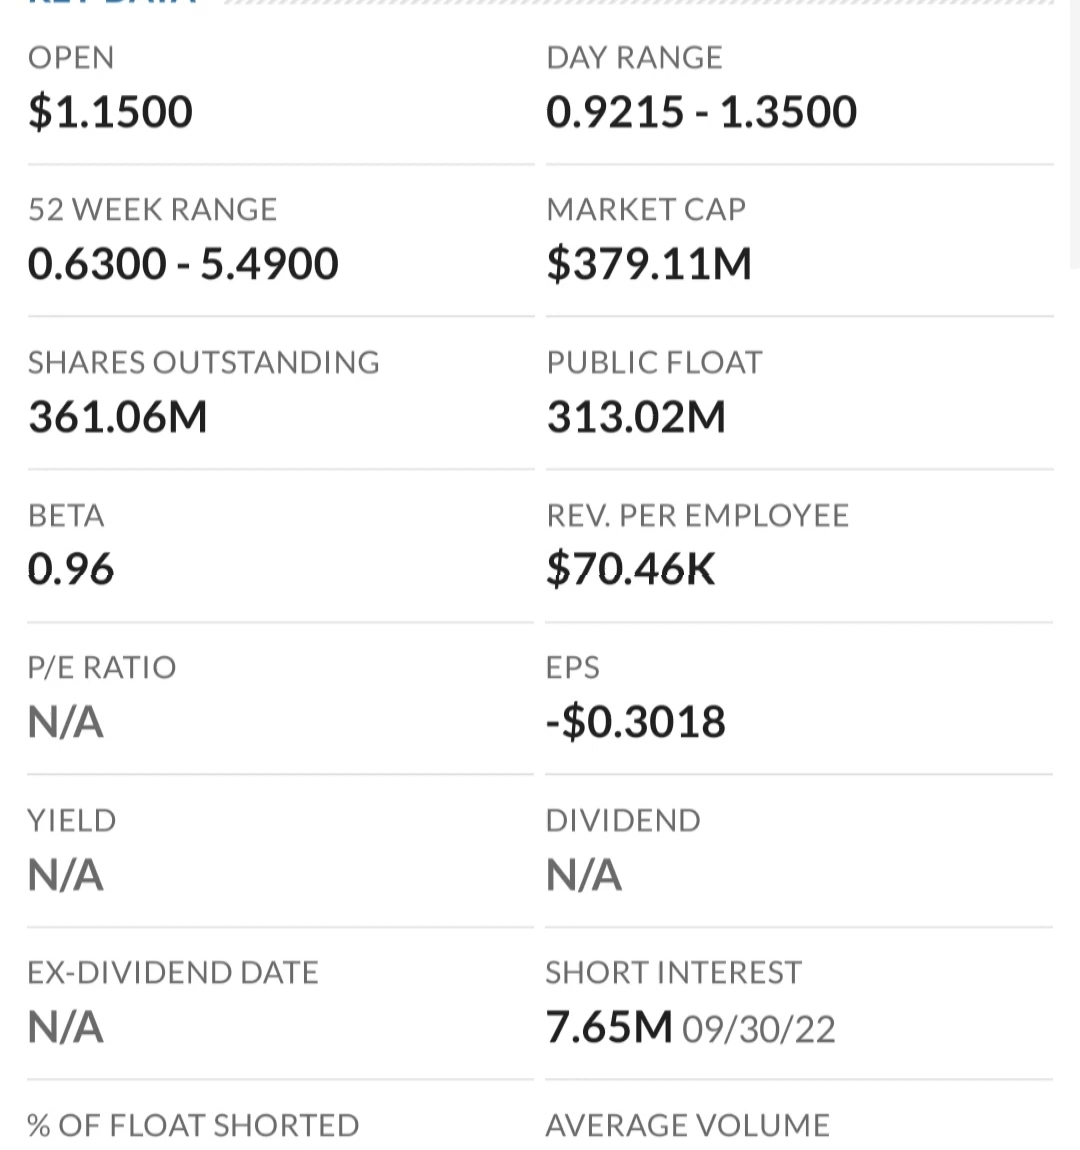 OPEN
$1.1500
DAY RANGE
0.9215 - 1.3500
52 WEEK RANGE
0.6300 - 5.4900
MARKET CAP
$379.11M
SHARES OUTSTANDING
361.06M
PUBLIC FLOAT
313.02M
BETA
0.96
REV. PER EMPLOYEE
$70.46K
P/E RATIO
N/A
EPS
-$0.3018
YIELD
N/A
DIVIDEND
N/A
EX-DIVIDEND DATE
N/A
SHORT INTEREST
7.65M 09/30/22
% OF FLOAT SHORTED
AVERAGE VOLUME